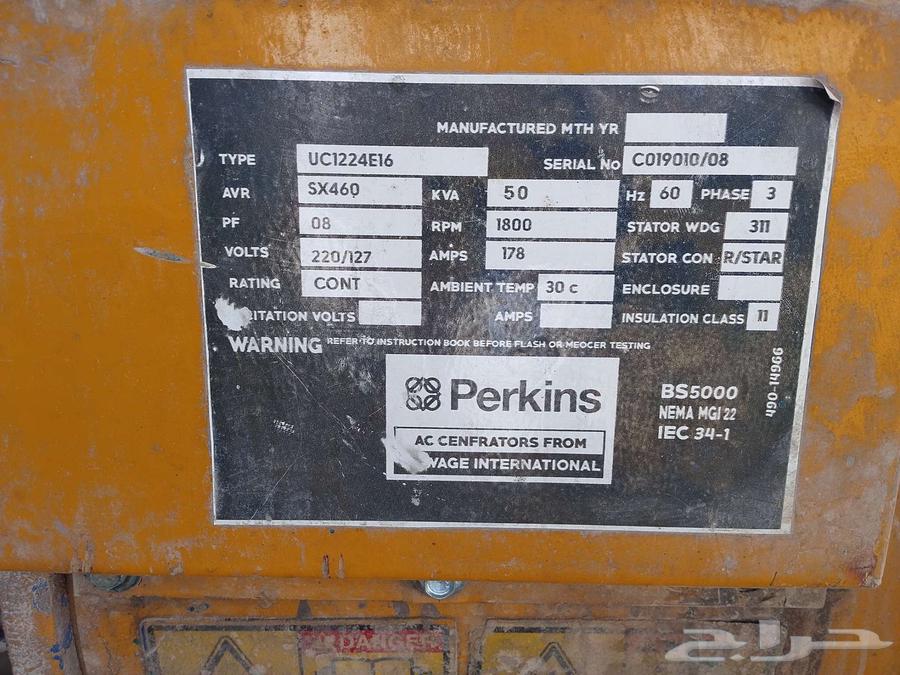 MANUFACTURED MTH YR
TYPE UC1224E16 SERIAL No C019010/08
AVR SX460 KVA 50 Hz 60 PHASE 3
PF 08 RPM 1800 STATOR WDG 311
VOLTS 220/127 AMPS 178 STATOR CON R/STAR
RATING CONT AMBIENT TEMP 30 c ENCLOSURE
ITATION VOLTS AMPS INSULATION CLASS 11
WARNING REFER TO INSTRUCTION BOOK BEFORE FLASH OR MEOCER TESTING
Perkins
AC CENFRATORS FROM
WAGE INTERNATIONAL
BS5000
NEMA MG1 22
IEC 34-1
490-14966
DANGER
حراج